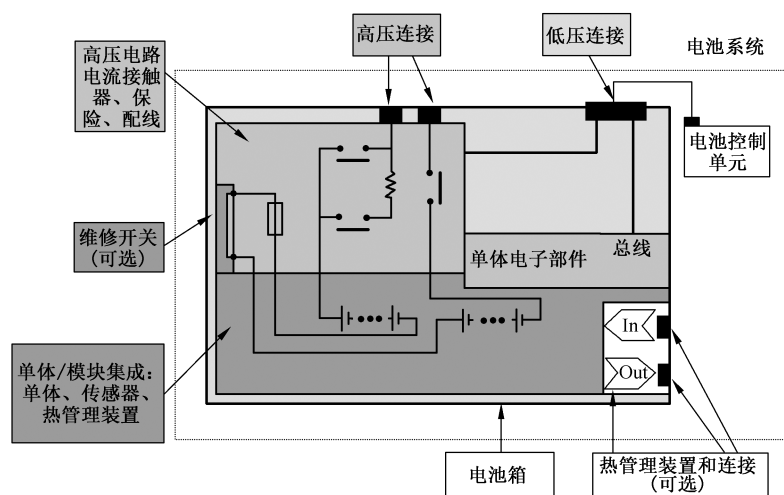 高压连接
低压连接
电池系统
高压电路
电流接触
器、保
险、配线
电池控制
单元
维修开关
(可选)
单体电子部件
总线
单体/模块集成:
单体、传感器、
热管理装置
In
Out
电池箱
热管理装置和连接
(可选)